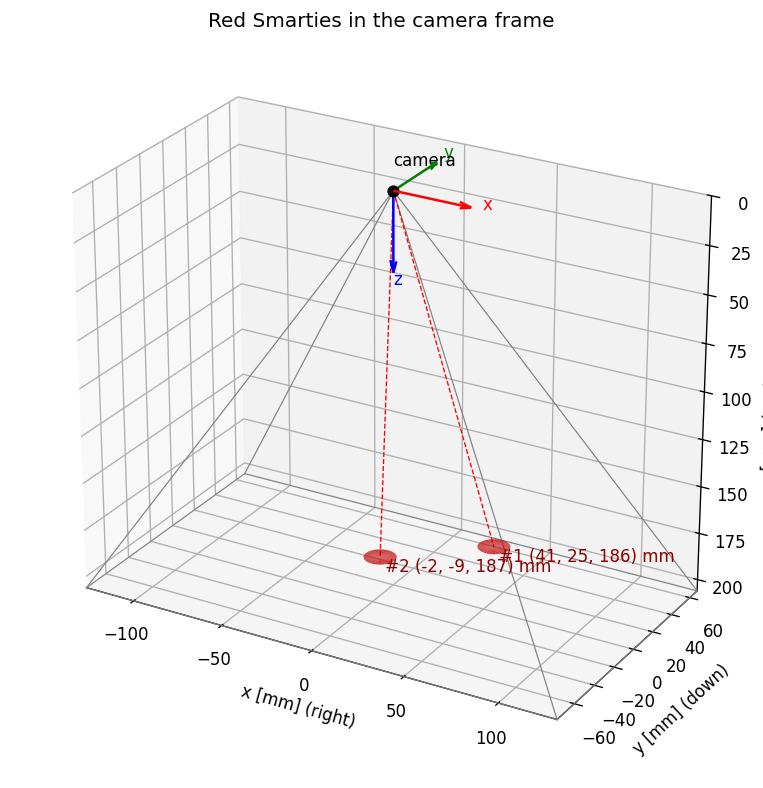 Red Smarties in the camera frame
camera
y
x
z
0
25
50
75
100
125
150
175
200
#1 (41, 25, 186) mm
#2 (-2, -9, 187) mm
−100
−50
0
50
100
x [mm] (right)
60
40
20
0
−20
−40
−60
y [mm] (down)